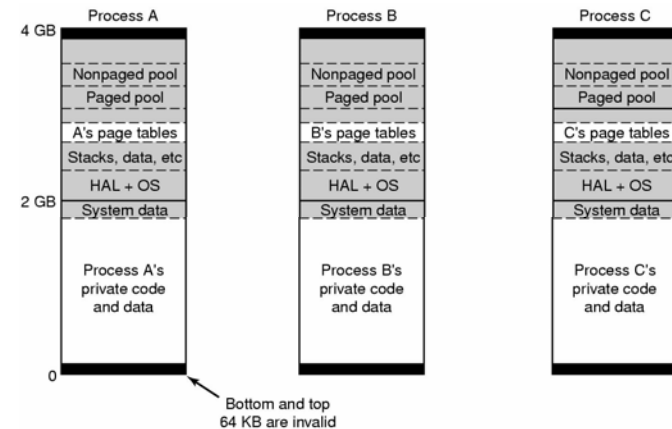 Process A
4 GB
Nonpaged pool
Paged pool
A's page tables
Stacks, data, etc
HAL + OS
2 GB
System data
Process A's
private code
and data
0
Bottom and top
64 KB are invalid
Process B
Nonpaged pool
Paged pool
B's page tables
Stacks, data, etc
HAL + OS
System data
Process B's
private code
and data
Process C
Nonpaged pool
Paged pool
C's page tables
Stacks, data, etc
HAL + OS
System data
Process C's
private code
and data